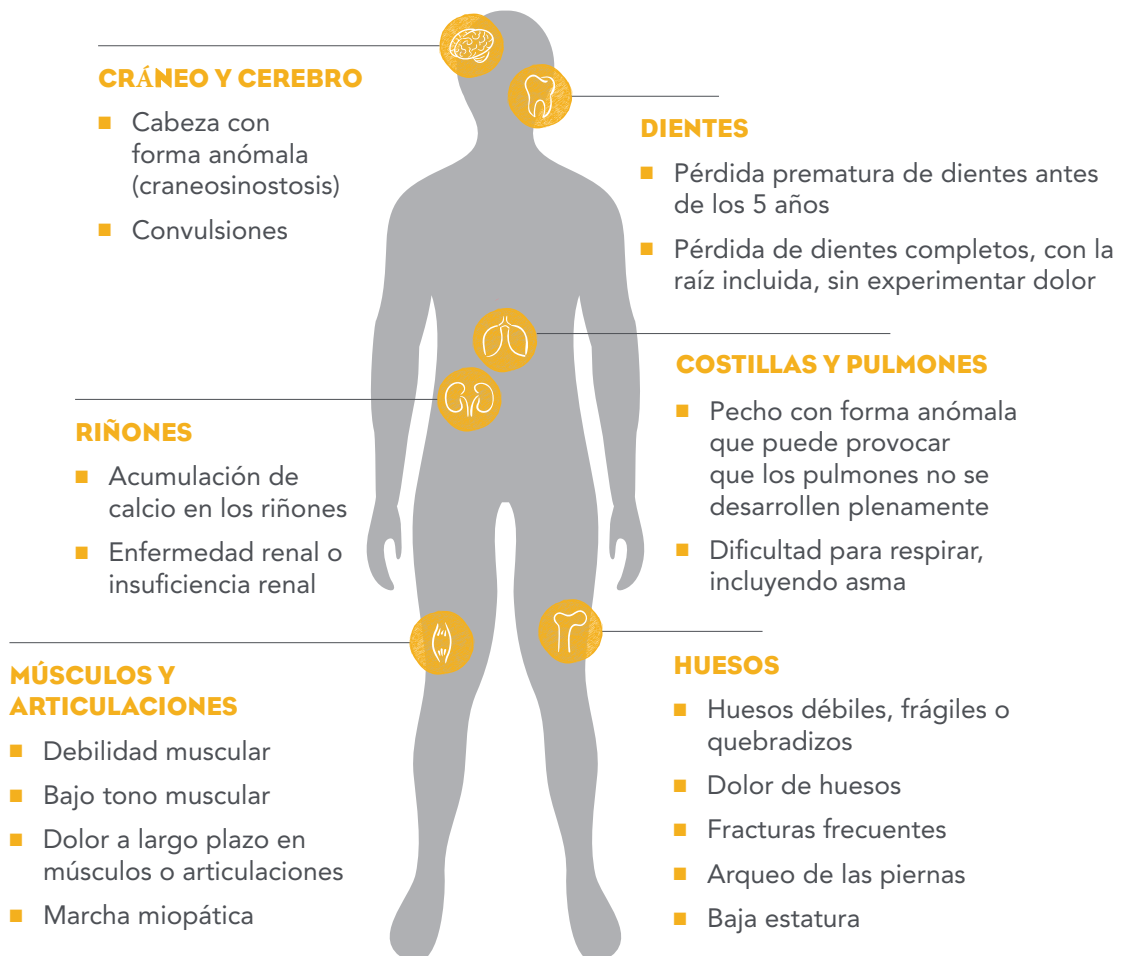 CRÁNEO Y CEREBRO
■ Cabeza con
forma anómala
(craneosinostosis)
■ Convulsiones
DIENTES
■ Pérdida prematura de dientes antes
de los 5 años
■ Pérdida de dientes completos, con la
raíz incluida, sin experimentar dolor
COSTILLAS Y PULMONES
■ Pecho con forma anómala
que puede provocar
que los pulmones no se
desarrollen plenamente
■ Dificultad para respirar,
incluyendo asma
RIÑONES
■ Acumulación de
calcio en los riñones
■ Enfermedad renal o
insuficiencia renal
MÚSCULOS Y
ARTICULACIONES
■ Debilidad muscular
■ Bajo tono muscular
■ Dolor a largo plazo en
músculos o articulaciones
■ Marcha miopática
HUESOS
■ Huesos débiles, frágiles o
quebradizos
■ Dolor de huesos
■ Fracturas frecuentes
■ Arqueo de las piernas
■ Baja estatura